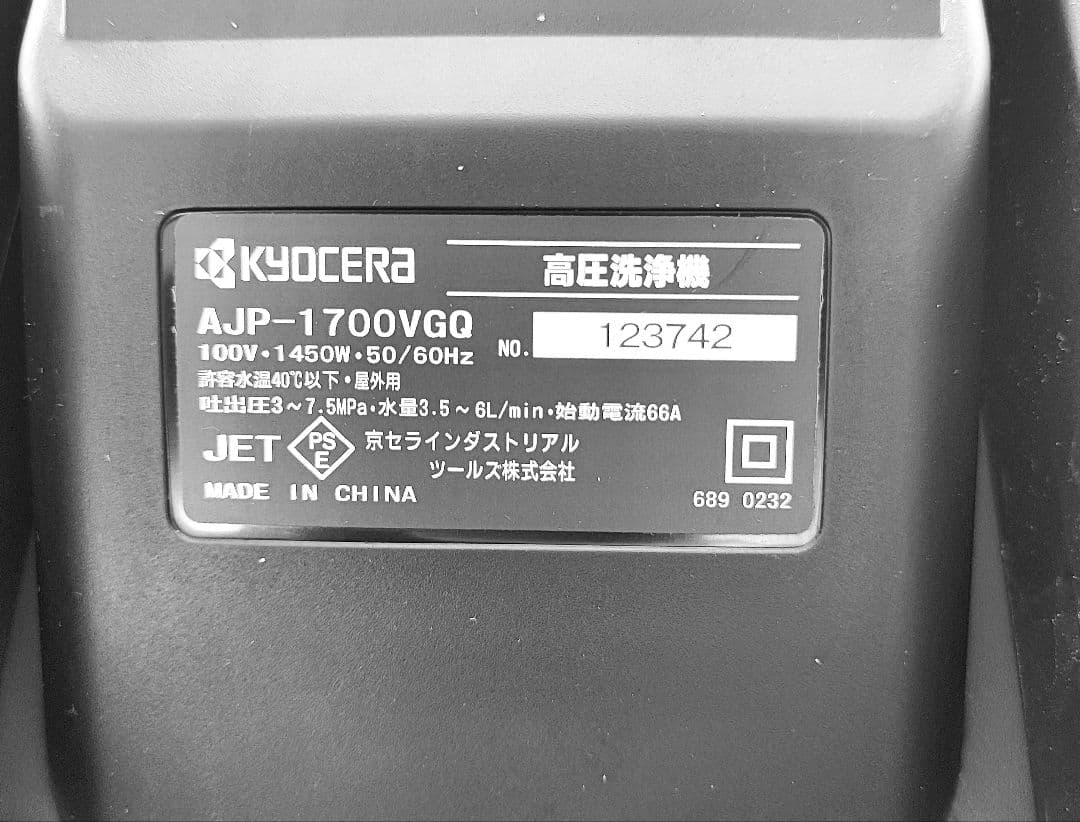 KYOCERA
高圧洗浄機
AJP-1700VGQ
NO. 123742
100V・1450W・50/60Hz
許容水温40℃以下・屋外用
吐出圧3～7.5MPa・水量3.5～6L/min・始動電流66A
JET PSE 京セラインダストリアル
ツールズ株式会社
MADE IN CHINA
689 0232